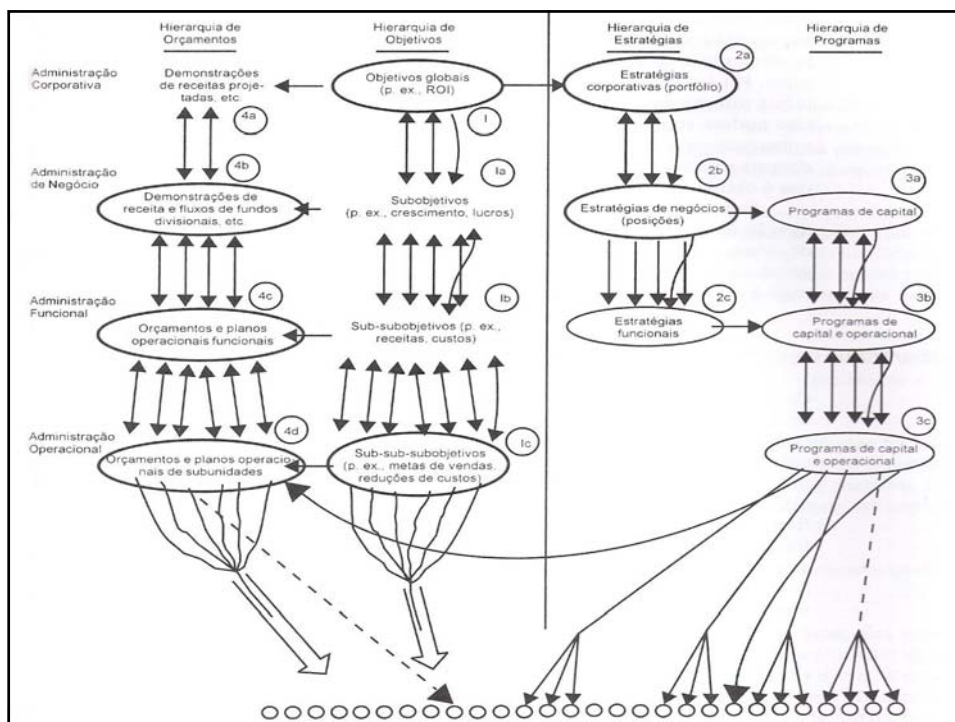 Hierarquia de
Orçamentos
Hierarquia de
Objetivos
Hierarquia de
Estratégias
Hierarquia de
Programas
Administração
Corporativa
Demonstrações
de receitas proje-
tadas, etc.
Objetivos globais
(p. ex., ROI)
Estratégias
corporativas (portfólio)
2a
4a
I
Administração
de Negócio
4b
Ia
2b
3a
Demonstrações de
receita e fluxos de fundos
divisionais, etc.
Subobjetivos
(p. ex., crescimento, lucros)
Estratégias de negócios
(posições)
Programas de capital
Administração
Funcional
4c
Ib
2c
3b
Orçamentos e planos
operacionais funcionais
Sub-subobjetivos (p. ex.,
receitas, custos)
Estratégias
funcionais
Programas de
capital e operacional
Administração
Operacional
4d
Ic
3c
Orçamentos e planos operacio-
nais de subunidades
Sub-sub-subobjetivos
(p. ex., metas de vendas.
reduções de custos)
Programas de capital
e operacional